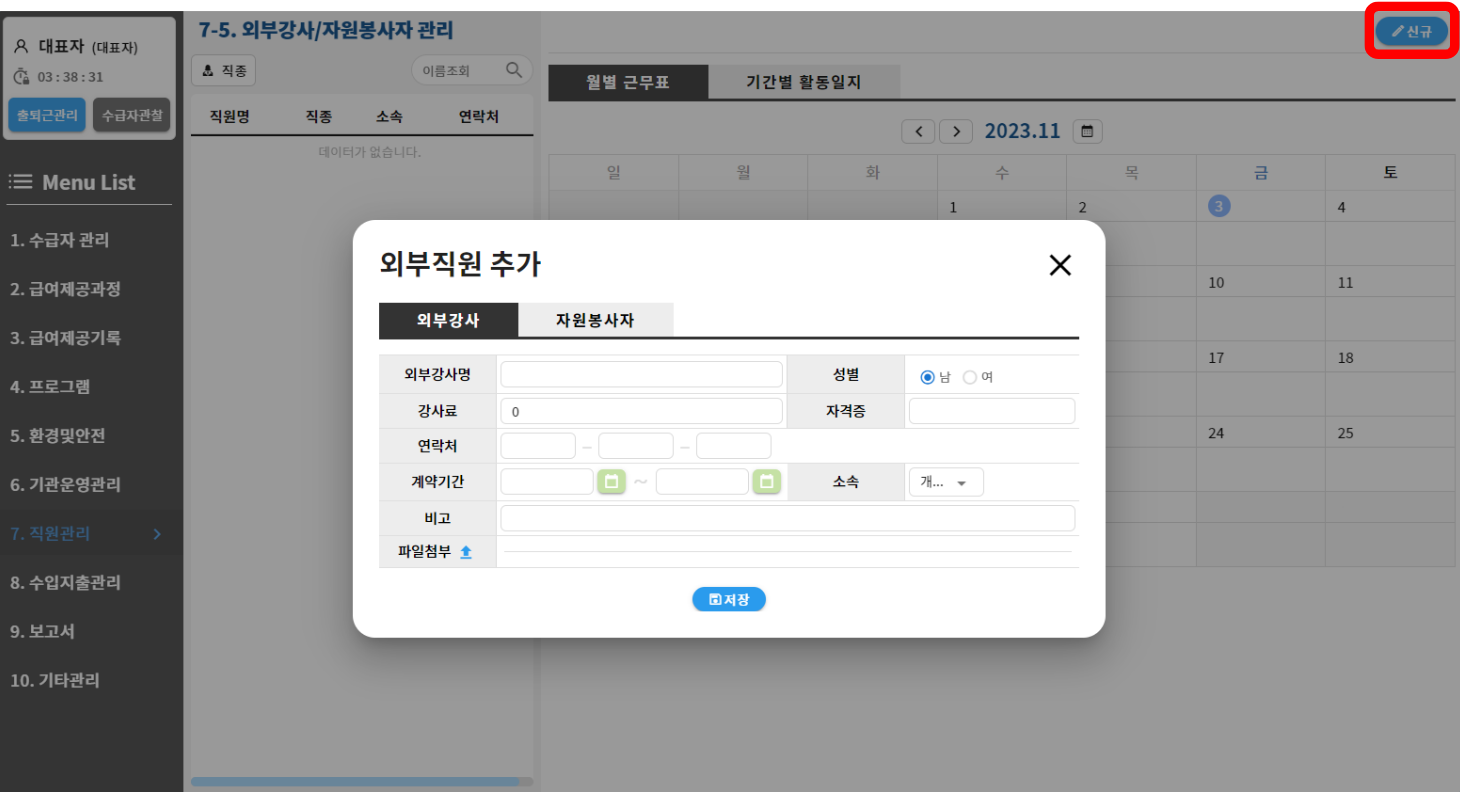 대표자 (대표자)
03:38:31
출퇴근관리 수급자관찰
Menu List
1. 수급자 관리
2. 급여제공과정
3. 급여제공기록
4. 프로그램
5. 환경및안전
6. 기관운영관리
7. 직원관리
8. 수입지출관리
9. 보고서
10. 기타관리
7-5. 외부강사/자원봉사자 관리
직종 이름조회
직원명 직종 소속 연락처
데이터가 없습니다.
신규
월별 근무표 기간별 활동일지
2023.11
일 월 화 수 목 금 토
1 2 3 4
10 11
17 18
24 25
외부직원 추가
외부강사 자원봉사자
외부강사명 성별 남 여
강사료 0 자격증
연락처 – –
계약기간 ~ 소속 개...
비고
파일첨부
저장